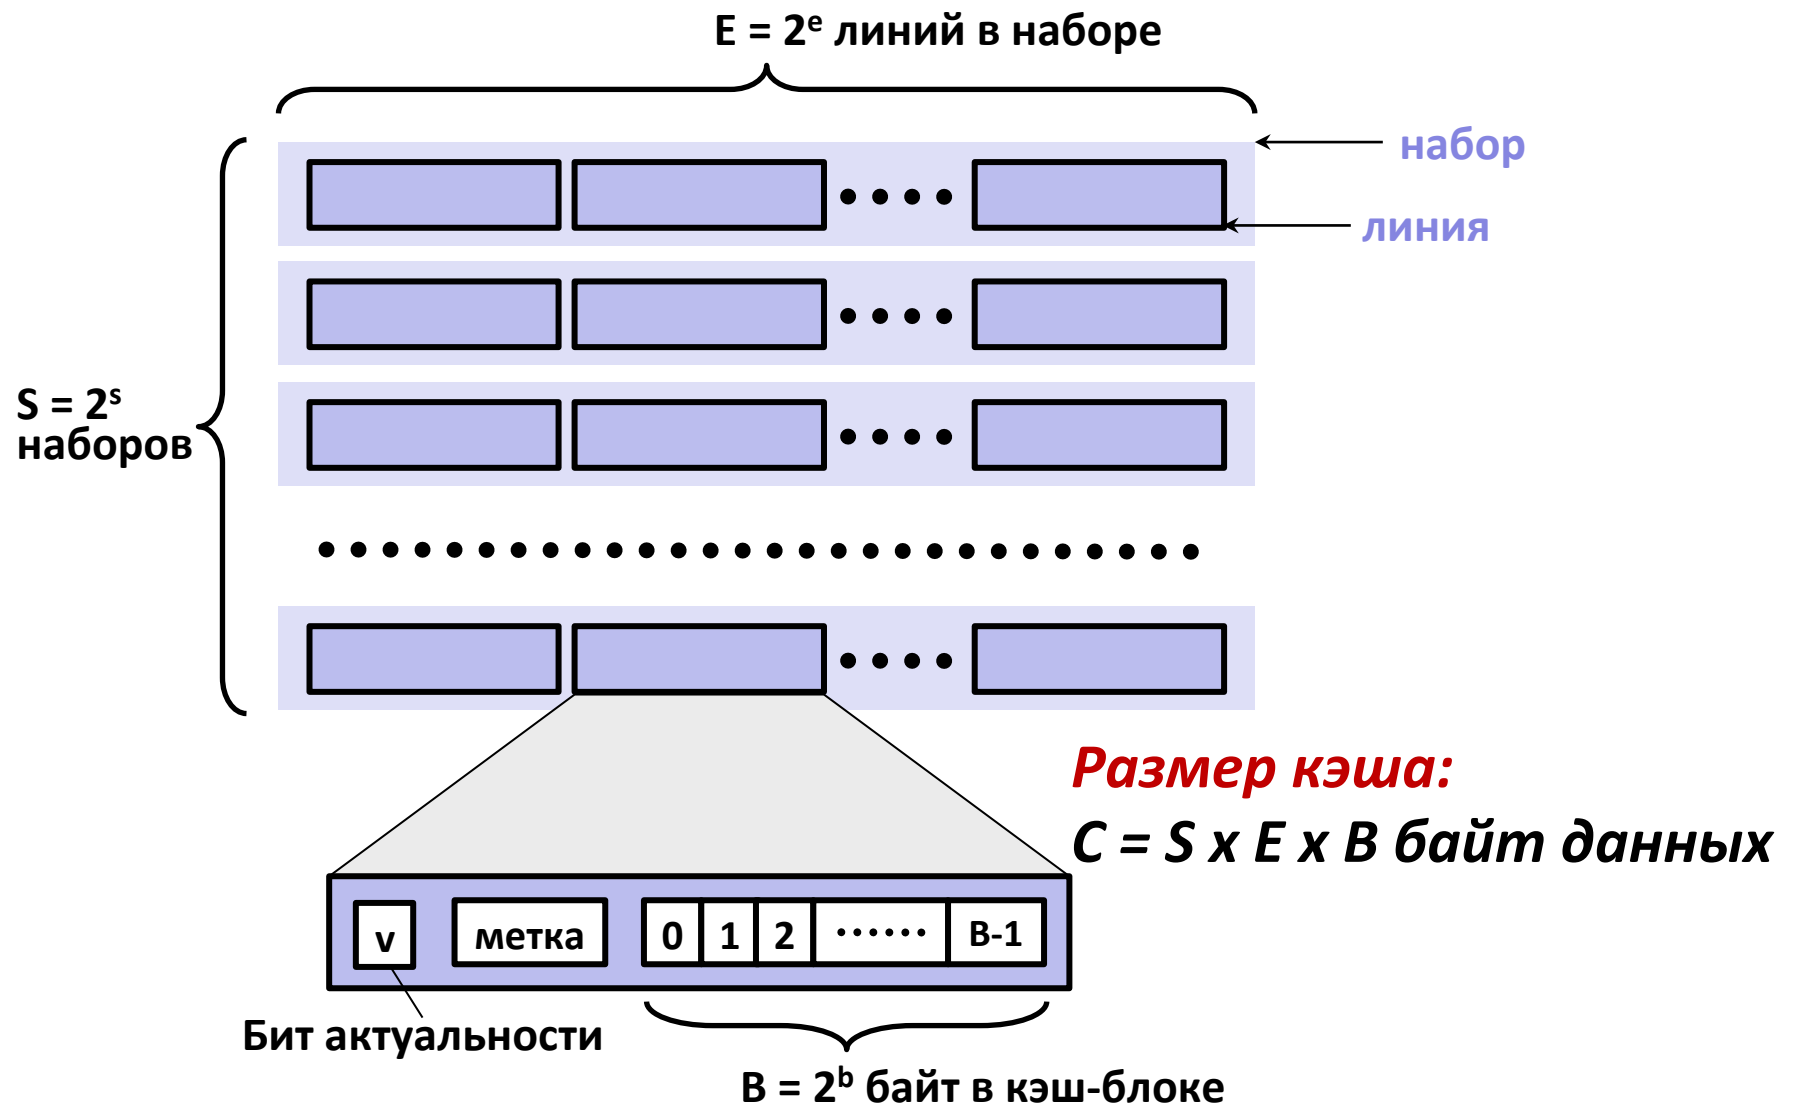 E = 2ᵉ линий в наборе
набор
линия
S = 2ˢ
наборов
Размер кэша:
C = S x E x B байт данных
v метка 0 1 2 ...... B-1
Бит актуальности
B = 2ᵇ байт в кэш-блоке